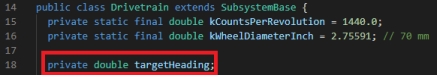 14 public class Drivetrain extends SubsystemBase {
15 private static final double kCountsPerRevolution = 1440.0;
16 private static final double kWheelDiameterInch = 2.75591; // 70 mm
17
18 private double targetHeading;